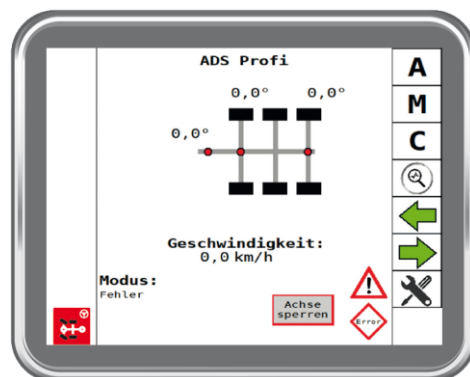 ADS Profi
0,0° 0,0°
0,0°
Geschwindigkeit:
0,0 km/h
Modus:
Fehler
Achse
sperren
Error
A
M
C